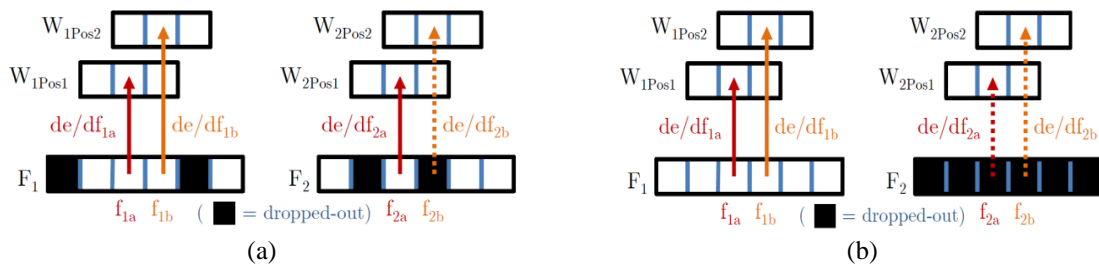 W1Pos2 W2Pos2
W1Pos1 W2Pos1
de/df1a de/df1b de/df2a de/df2b
F1 F2
f1a f1b ( = dropped-out) f2a f2b
(a)
W1Pos2 W2Pos2
W1Pos1 W2Pos1
de/df1a de/df1b de/df2a de/df2b
F1 F2
f1a f1b ( = dropped-out) f2a f2b
(b)